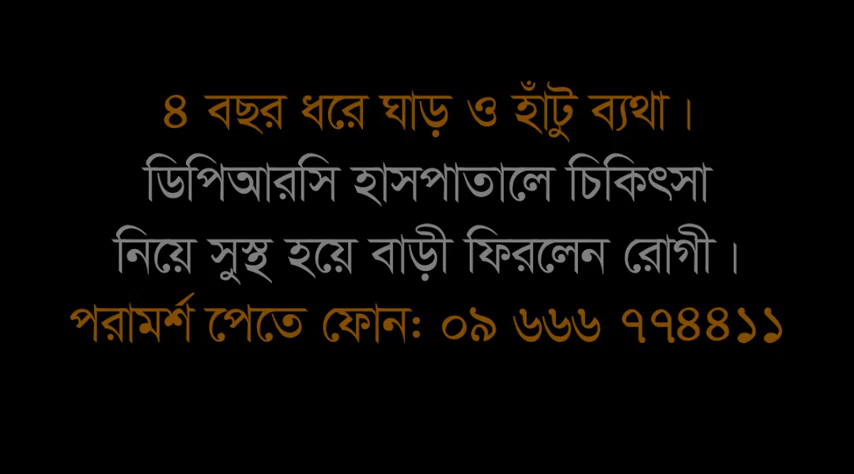 ৪ বছর ধরে ঘাড় ও হাঁটু ব্যথা।
ডিপিআরসি হাসপাতালে চিকিৎসা
নিয়ে সুস্থ হয়ে বাড়ী ফিরলেন রোগী।
পরামর্শ পেতে ফোন: ০৯ ৬৬৬ ৭৭৪৪১১